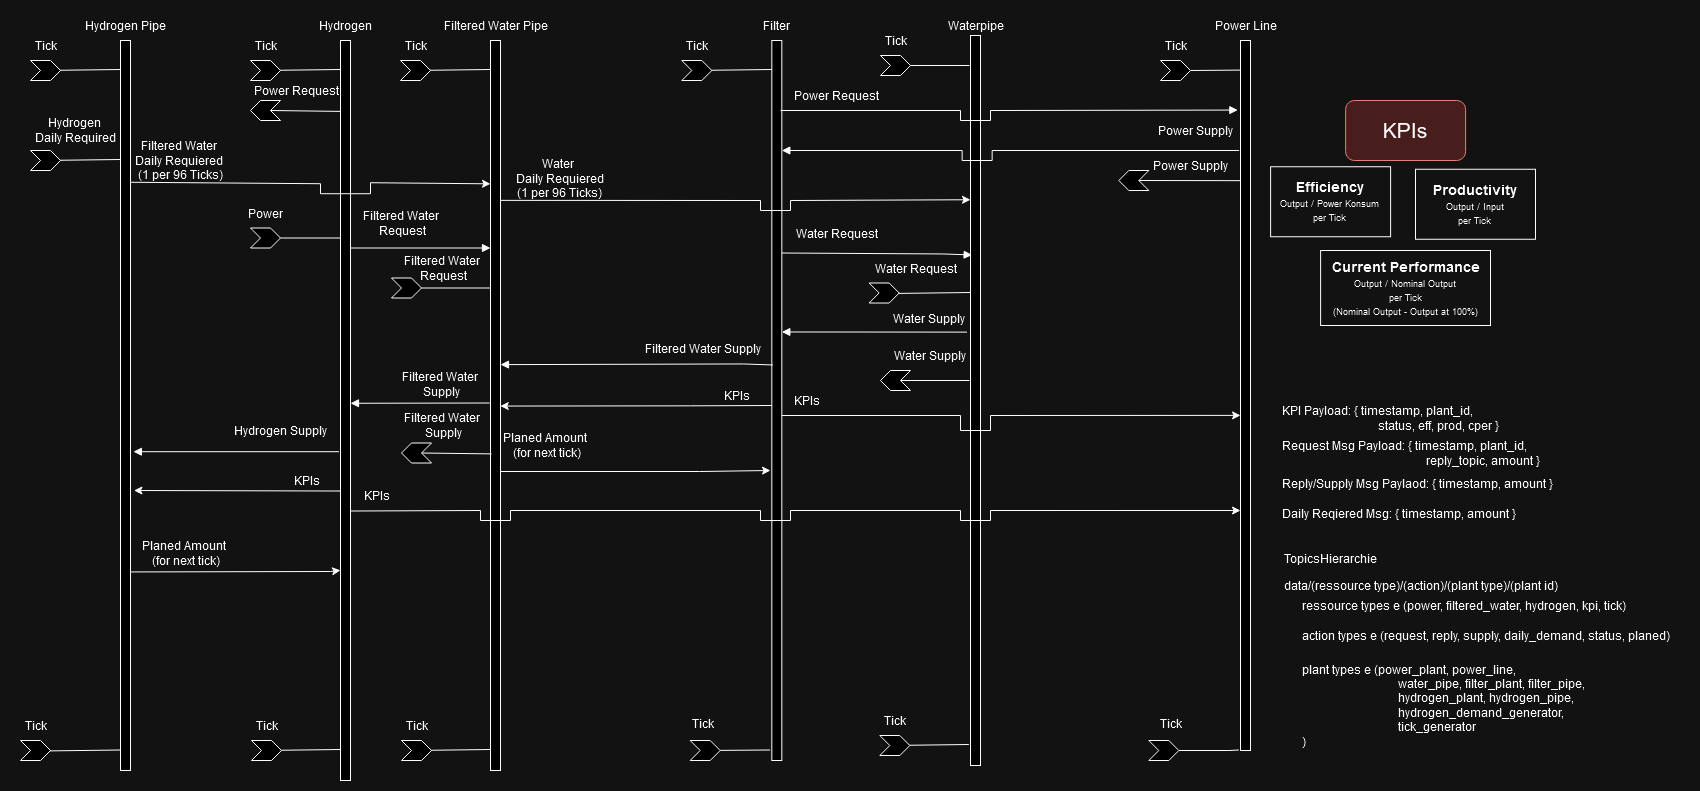 Hydrogen Pipe
Hydrogen
Filtered Water Pipe
Filter
Waterpipe
Power Line
Tick
Tick
Tick
Tick
Tick
Tick
Power Request
Power Request
Hydrogen
Daily Required
Power Supply
KPIs
Filtered Water
Daily Requiered
(1 per 96 Ticks)
Water
Daily Requiered
(1 per 96 Ticks)
Power Supply
Efficiency
Output / Power Konsum
per Tick
Productivity
Output / Input
per Tick
Power
Filtered Water
Request
Water Request
Filtered Water
Request
Water Request
Current Performance
Output / Nominal Output
per Tick
(Nominal Output - Output at 100%)
Water Supply
Filtered Water Supply
Water Supply
Filtered Water
Supply
KPIs
KPIs
Filtered Water
Supply
Hydrogen Supply
Planed Amount
(for next tick)
KPIs
KPIs
Planed Amount
(for next tick)
KPI Payload: { timestamp, plant_id,
status, eff, prod, cper }
Request Msg Payload: { timestamp, plant_id,
reply_topic, amount }
Reply/Supply Msg Paylaod: { timestamp, amount }
Daily Reqiered Msg: { timestamp, amount }
TopicsHierarchie
data/(ressource type)/(action)/(plant type)/(plant id)
ressource types e (power, filtered_water, hydrogen, kpi, tick)
action types e (request, reply, supply, daily_demand, status, planed)
plant types e (power_plant, power_line,
water_pipe, filter_plant, filter_pipe,
hydrogen_plant, hydrogen_pipe,
hydrogen_demand_generator,
tick_generator
)
Tick
Tick
Tick
Tick
Tick
Tick